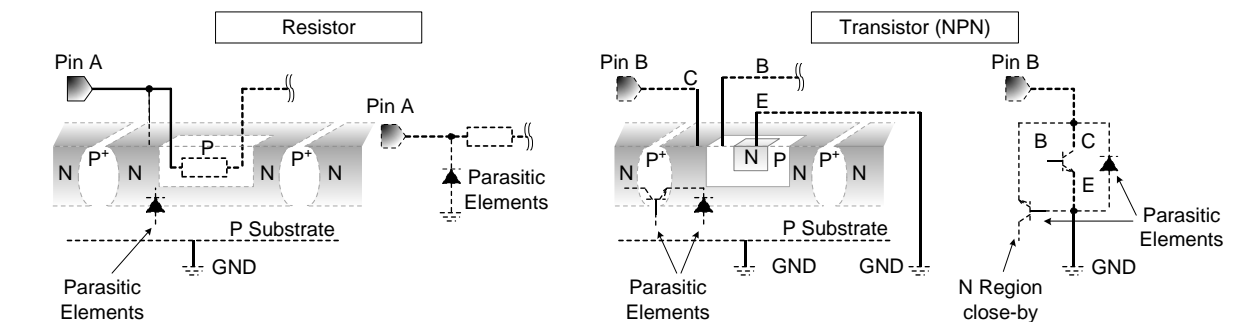 Resistor
Transistor (NPN)
Pin A
Pin A
N
P+
N
P
N
P+
N
Parasitic
Elements
P Substrate
GND
Parasitic
Elements
Pin B
C
B
E
N
P+
N
N
P
P+
N
P Substrate
GND
GND
Parasitic
Elements
Pin B
B
C
E
Parasitic
Elements
GND
N Region
close-by